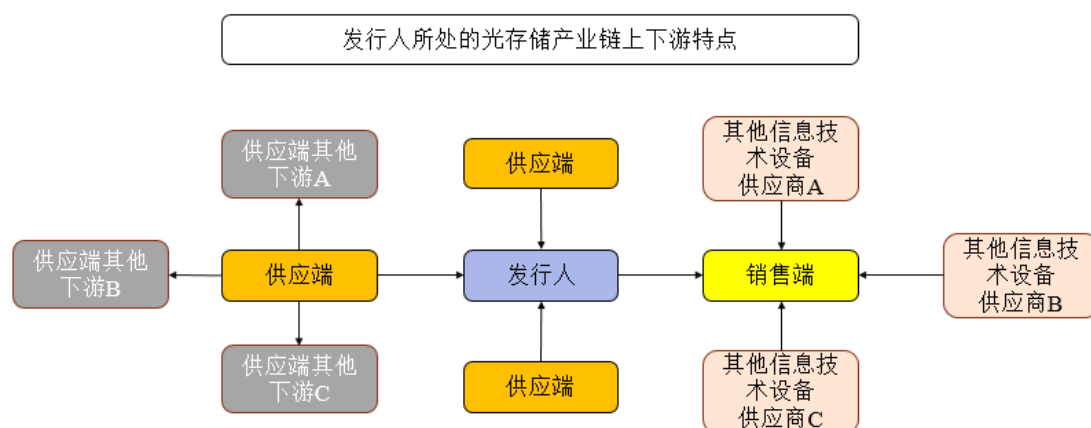 发行人所处的光存储产业链上下游特点
供应端其他
下游A
供应端
其他信息技
术设备
供应商A
供应端其他
下游B
供应端
发行人
销售端
其他信息技
术设备
供应商B
供应端其他
下游C
供应端
其他信息技
术设备
供应商C